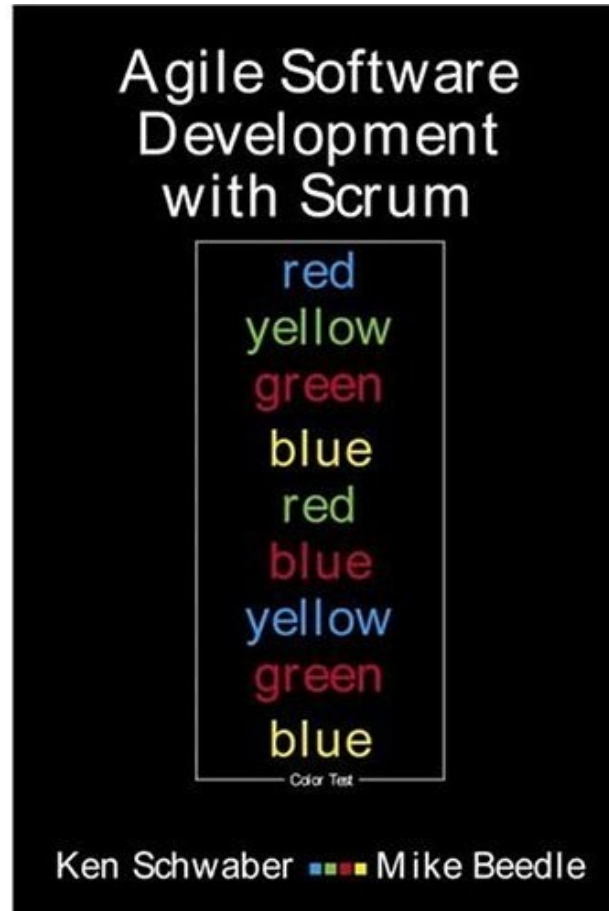 Agile Software
Development
with Scrum
red
yellow
green
blue
red
blue
yellow
green
blue
Color Test
Ken Schwaber Mike Beedle